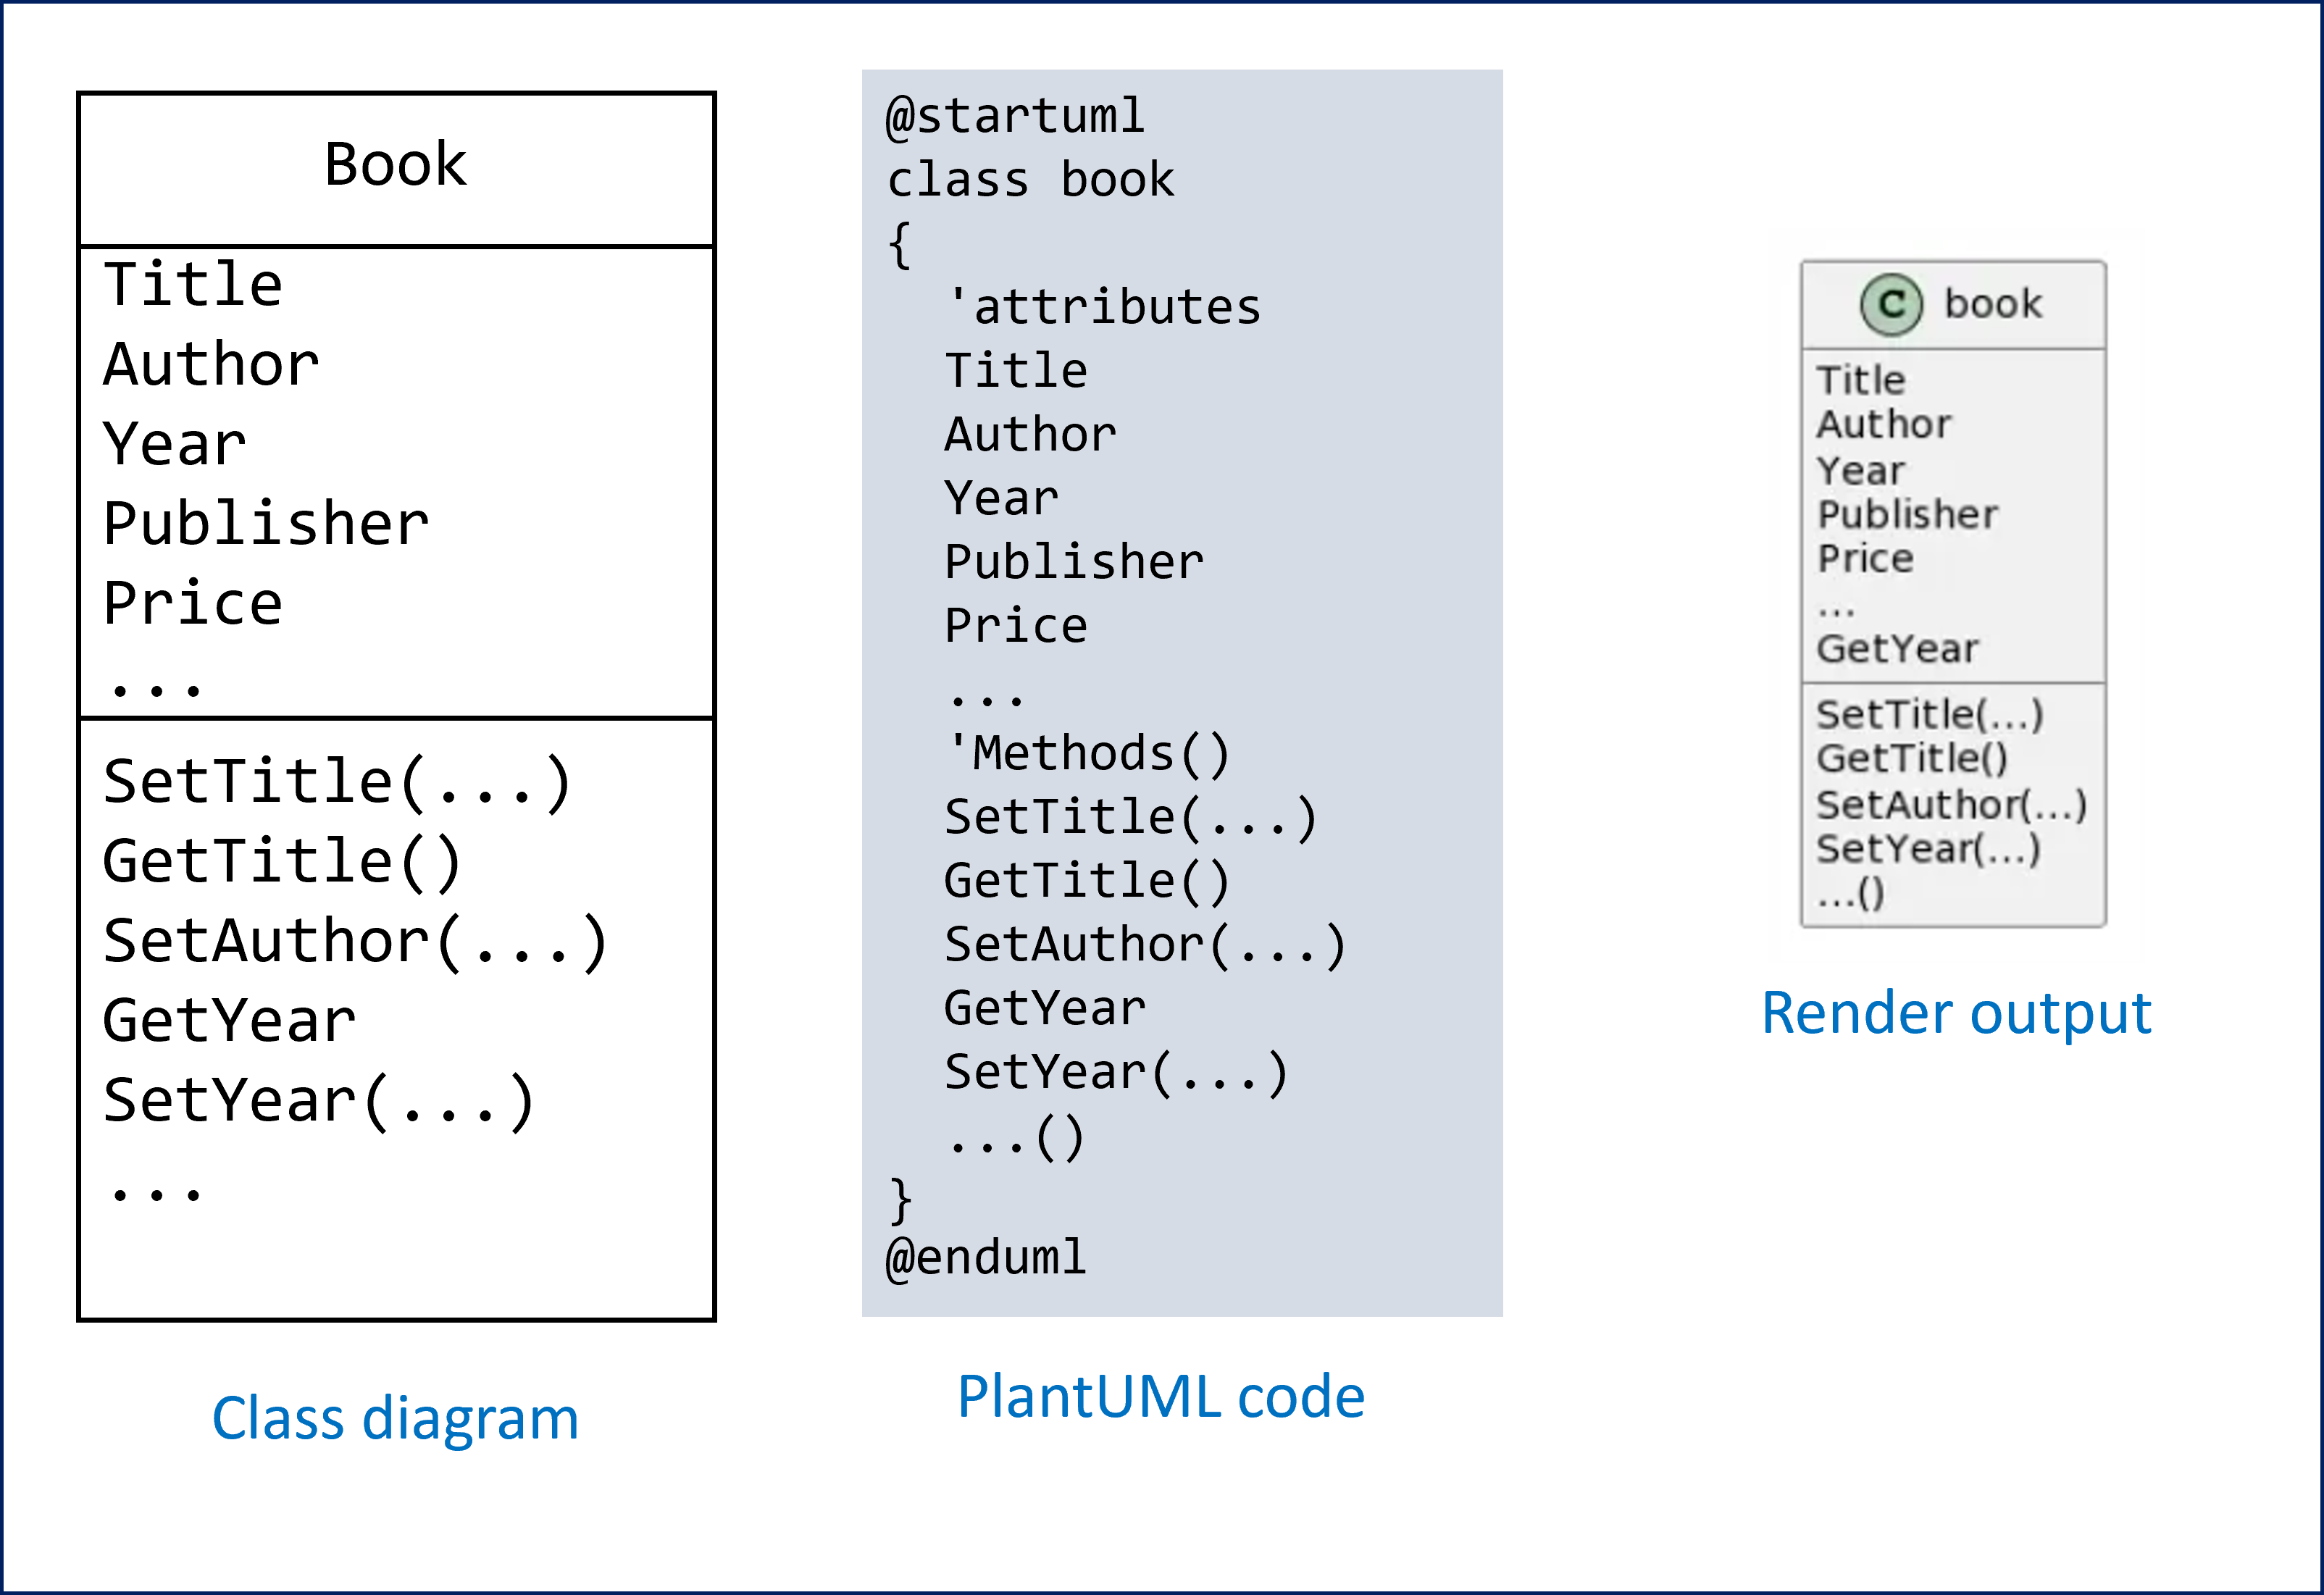 Book
Title
Author
Year
Publisher
Price
...
SetTitle(...)
GetTitle()
SetAuthor(...)
GetYear
SetYear(...)
...
Class diagram
@startuml
class book
{
'attributes
Title
Author
Year
Publisher
Price
...
'Methods()
SetTitle(...)
GetTitle()
SetAuthor(...)
GetYear
SetYear(...)
...()
}
@enduml
PlantUML code
C book
Title
Author
Year
Publisher
Price
...
GetYear
SetTitle(...)
GetTitle()
SetAuthor(...)
SetYear(...)
...()
Render output